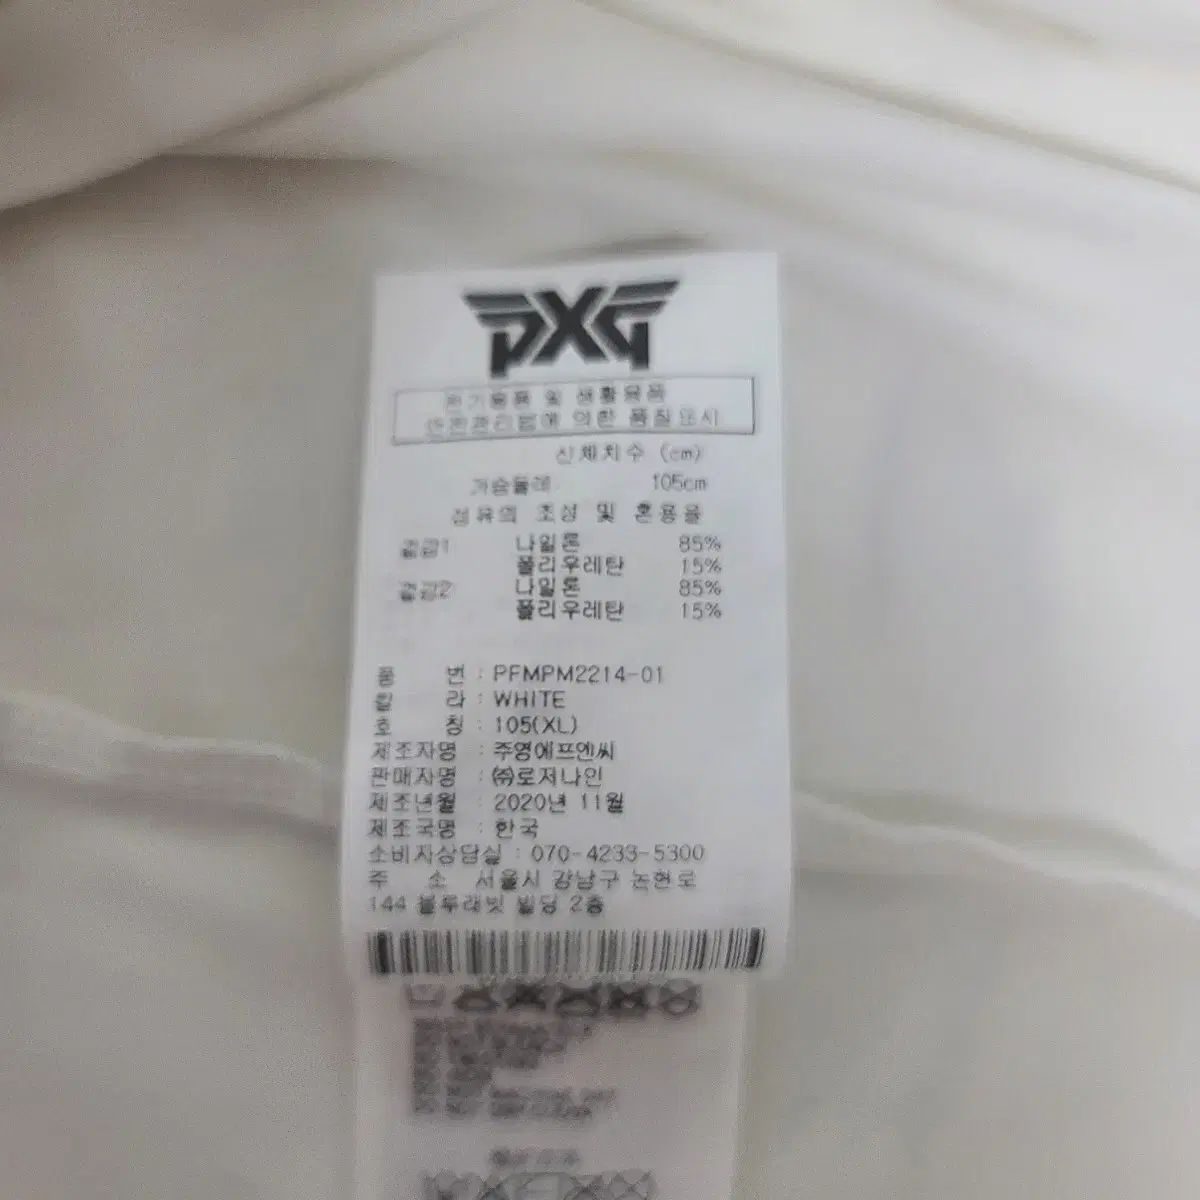 PXG
전기용품 및 생활용품
안전관리법에 의한 품질표시
신체치수 (cm)
가슴둘레 105cm
섬유의 조성 및 혼용율
겉감1 나일론 85%
폴리우레탄 15%
겉감2 나일론 85%
폴리우레탄 15%
품 번 : PFMPM2214-01
칼 라 : WHITE
호 칭 : 105(XL)
제조자명 : 주영에프엔씨
판매자명 : ㈜로저나인
제조년월 : 2020년 11월
제조국명 : 한국
소비자상담실 : 070-4233-5300
주 소 서울시 강남구 논현로
144 블루래빗 빌딩 2층